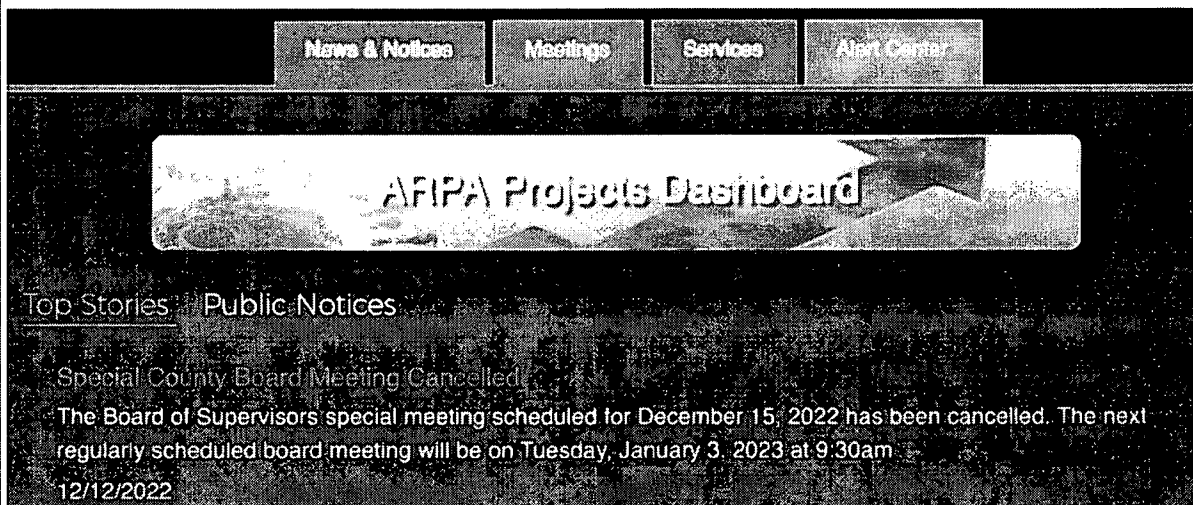 News & Notices
Meetings
Services
Alert Center
ARPA Projects Dashboard
Top Stories
Public Notices
Special County Board Meeting Cancelled
The Board of Supervisors special meeting scheduled for December 15, 2022 has been cancelled. The next
regularly scheduled board meeting will be on Tuesday, January 3, 2023 at 9:30am
12/12/2022